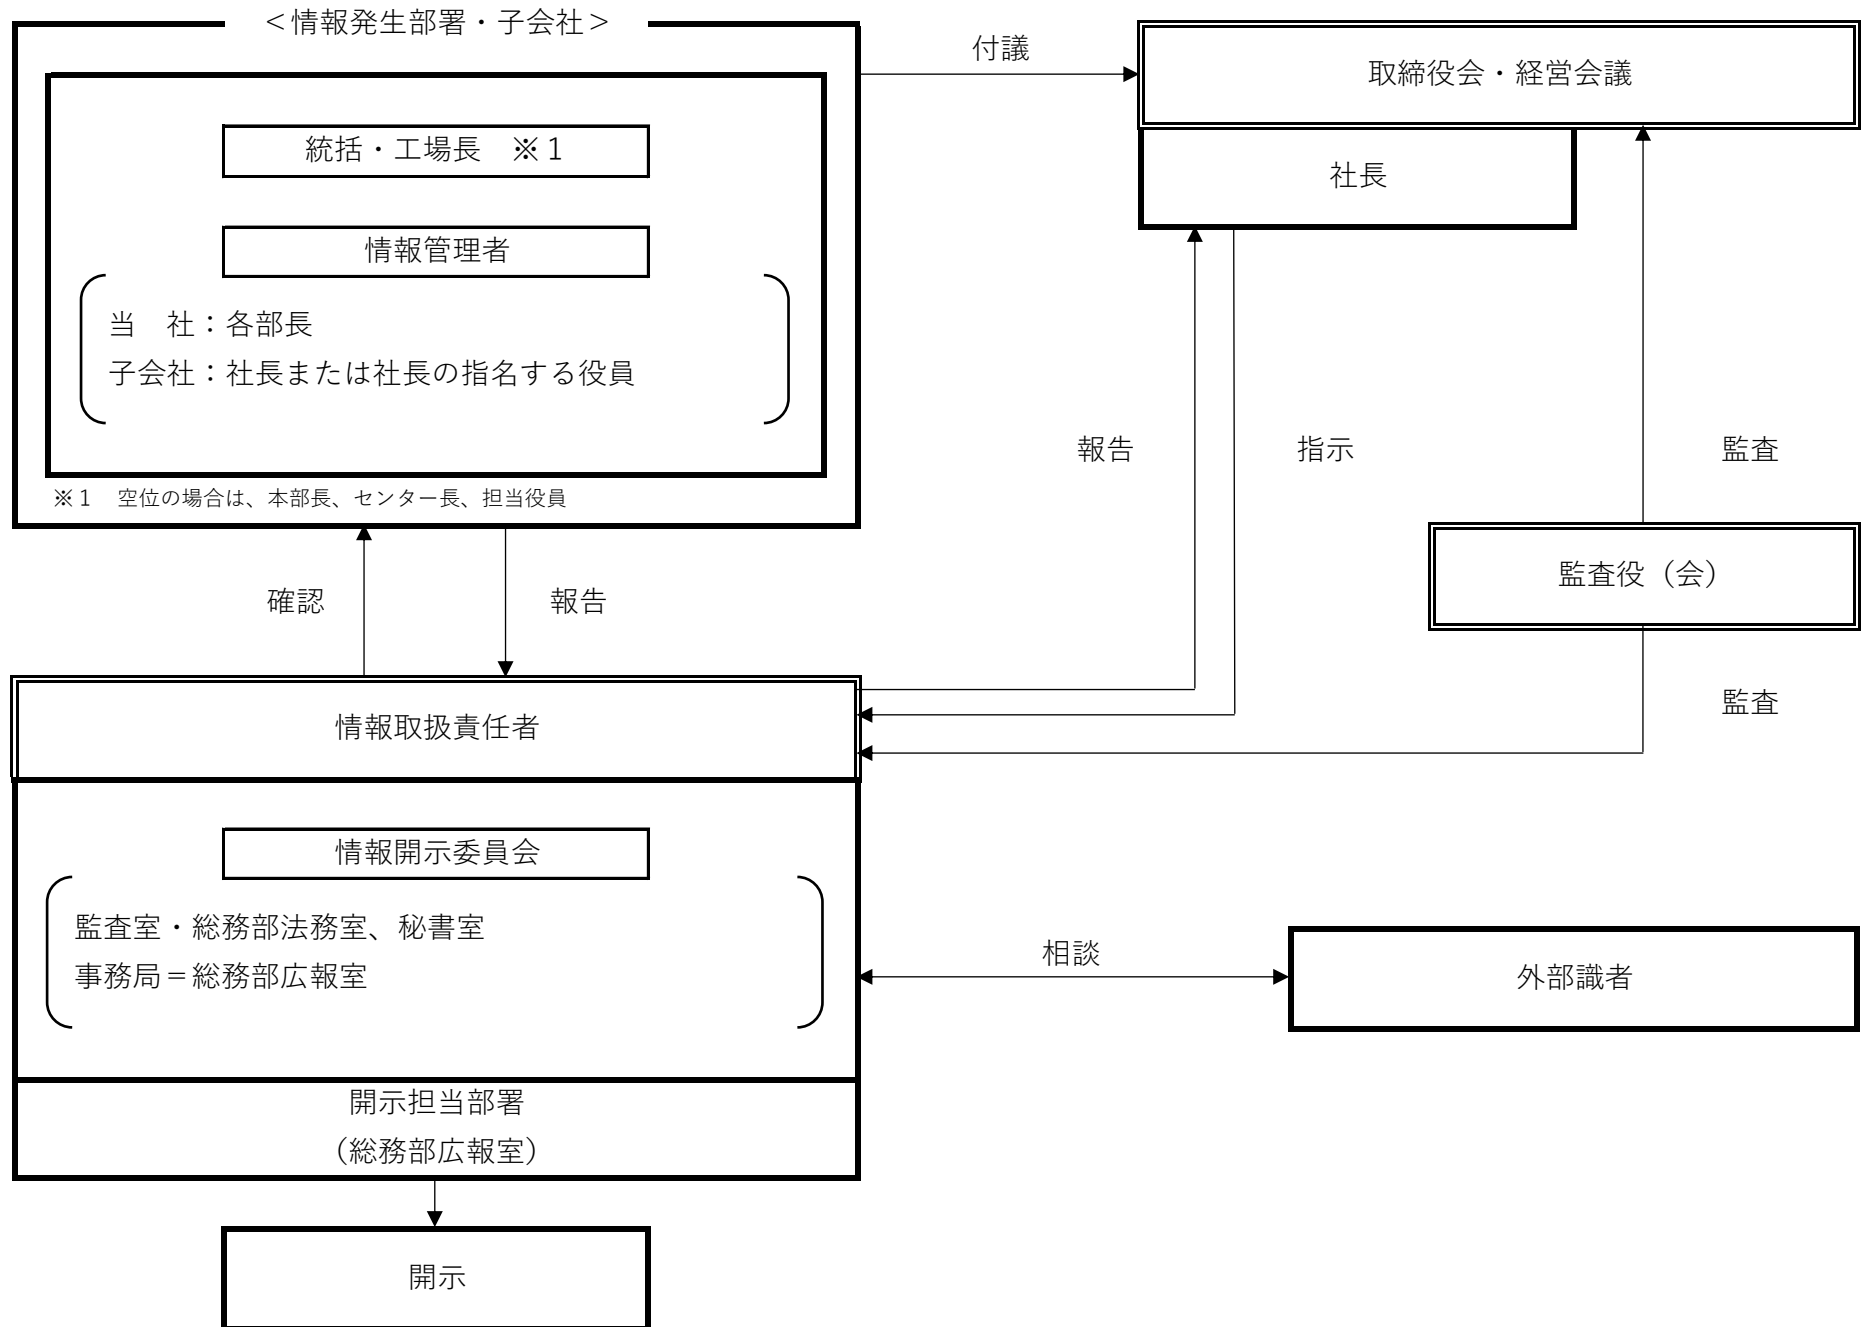 ＜情報発生部署・子会社＞
統括・工場長　※１
情報管理者
当　社：各部長
子会社：社長または社長の指名する役員
※１　空位の場合は、本部長、センター長、担当役員
付議
取締役会・経営会議
社長
報告
指示
監査
監査役（会）
監査
確認
報告
情報取扱責任者
情報開示委員会
監査室・総務部法務室、秘書室
事務局＝総務部広報室
相談
外部識者
開示担当部署
（総務部広報室）
開示